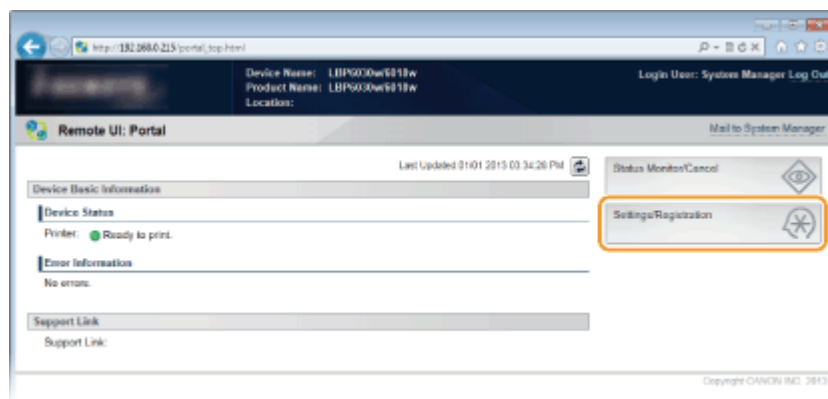 http://192.168.0.215/portal_top.html
Device Name: LBP6030w/6018w
Product Name: LBP6030w/6018w
Location:
Login User: System Manager Log Out
Remote UI: Portal
Mail to System Manager
Last Updated 01/01 2013 03:34:28 PM
Device Basic Information
Device Status
Printer: Ready to print.
Error Information
No errors.
Support Link
Support Link:
Status Monitor/Cancel
Settings/Registration
Copyright CANON INC. 2013